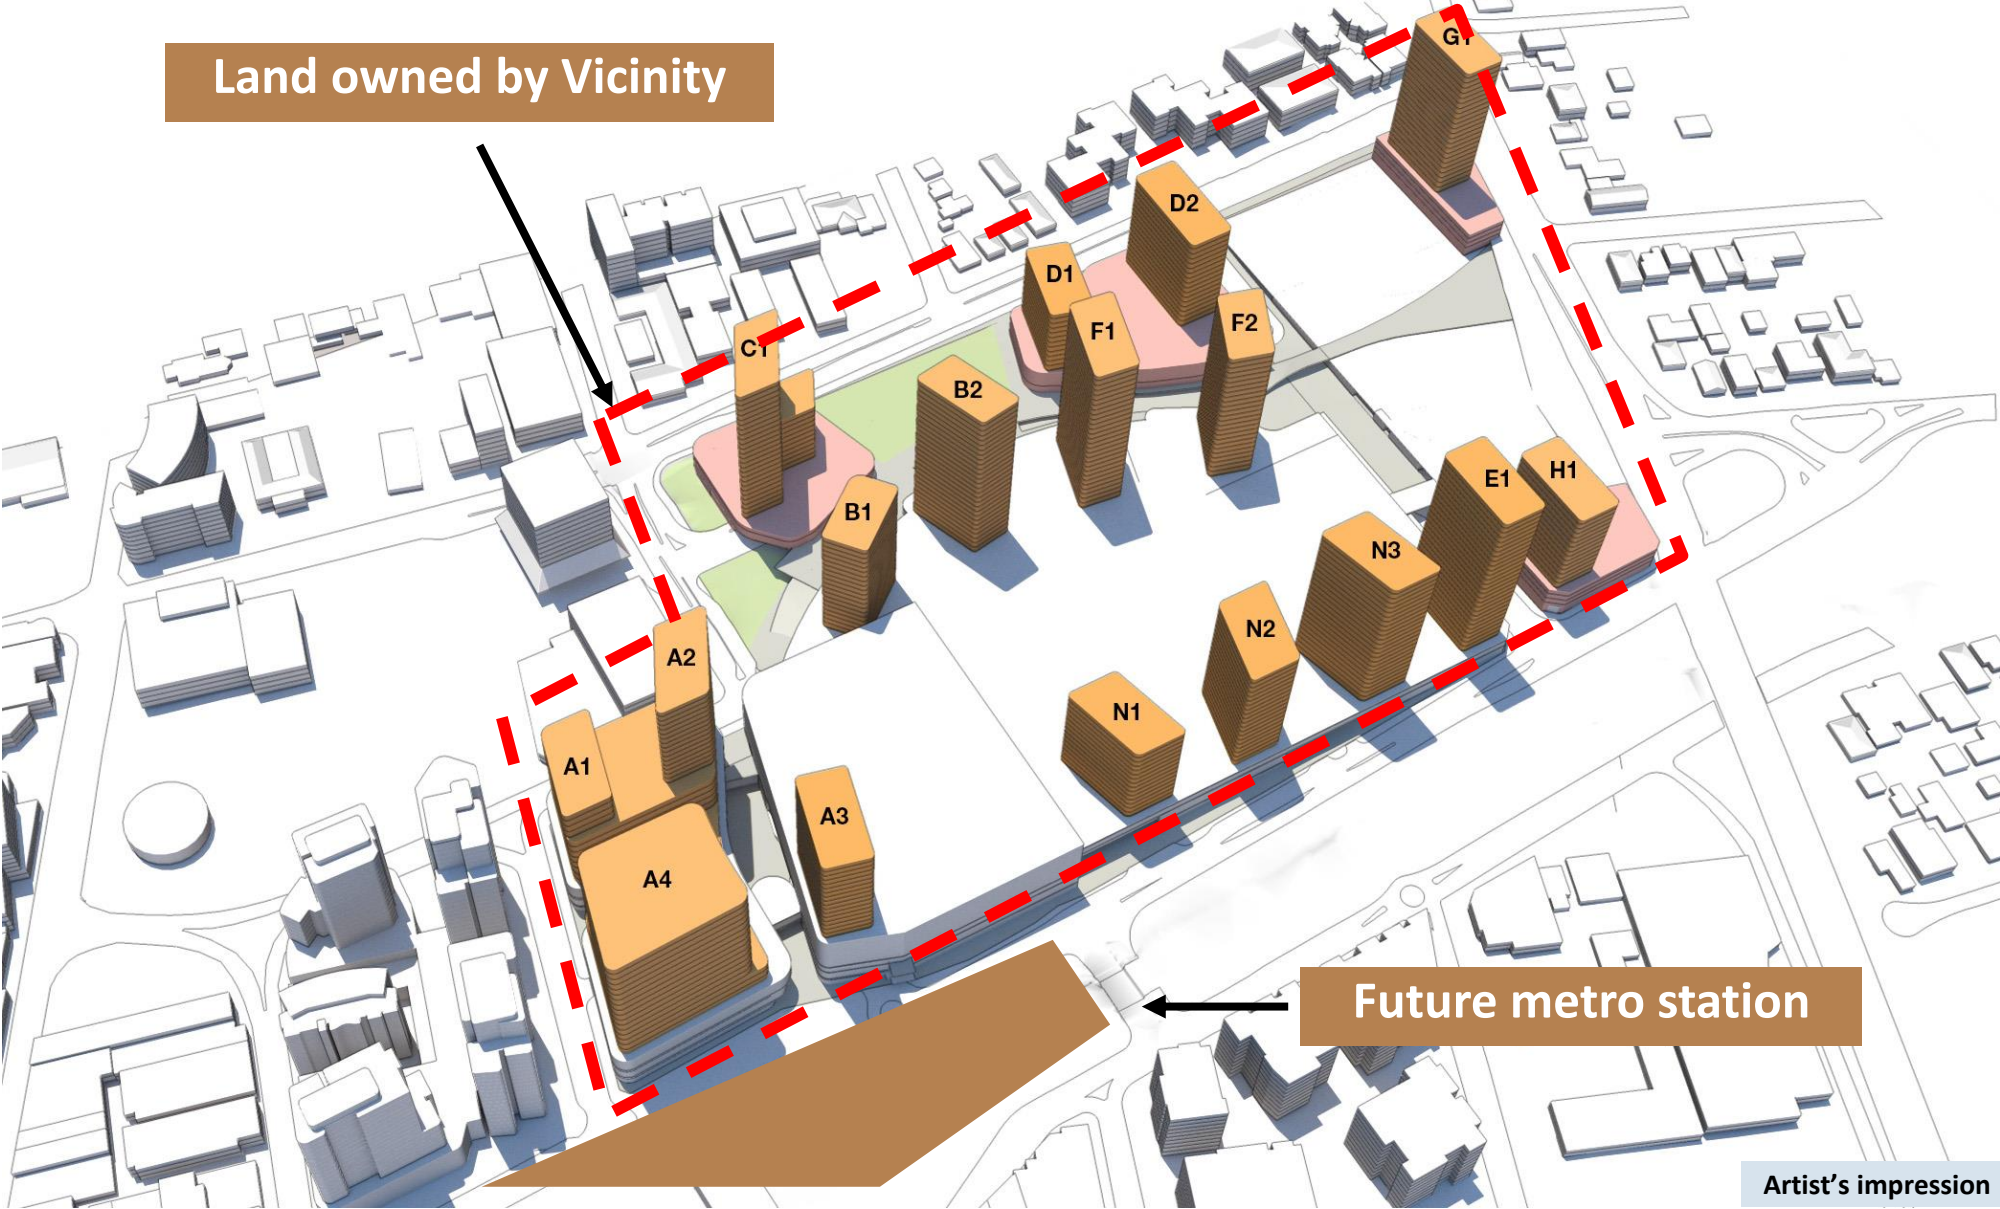 Land owned by Vicinity
G1
D2
D1
F1
F2
C1
B2
B1
E1
H1
N3
N2
A2
N1
A1
A3
A4
Future metro station
Artist’s impression